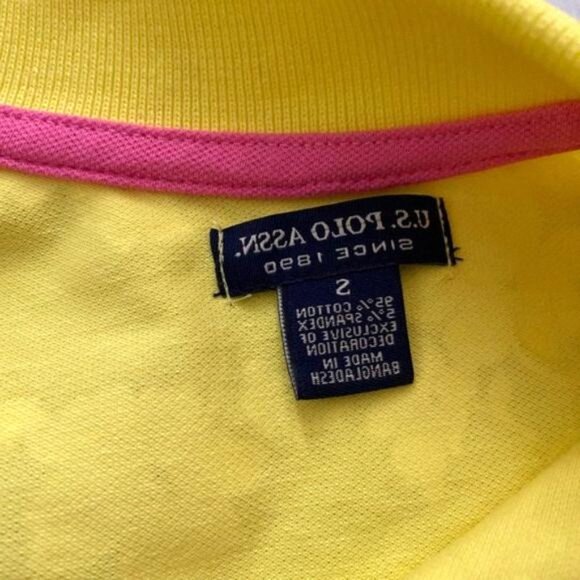 U.S. POLO ASSN.
SINCE 1890
S
95% COTTON
5% SPANDEX
EXCLUSIVE OF
DECORATION
MADE IN
BANGLADESH